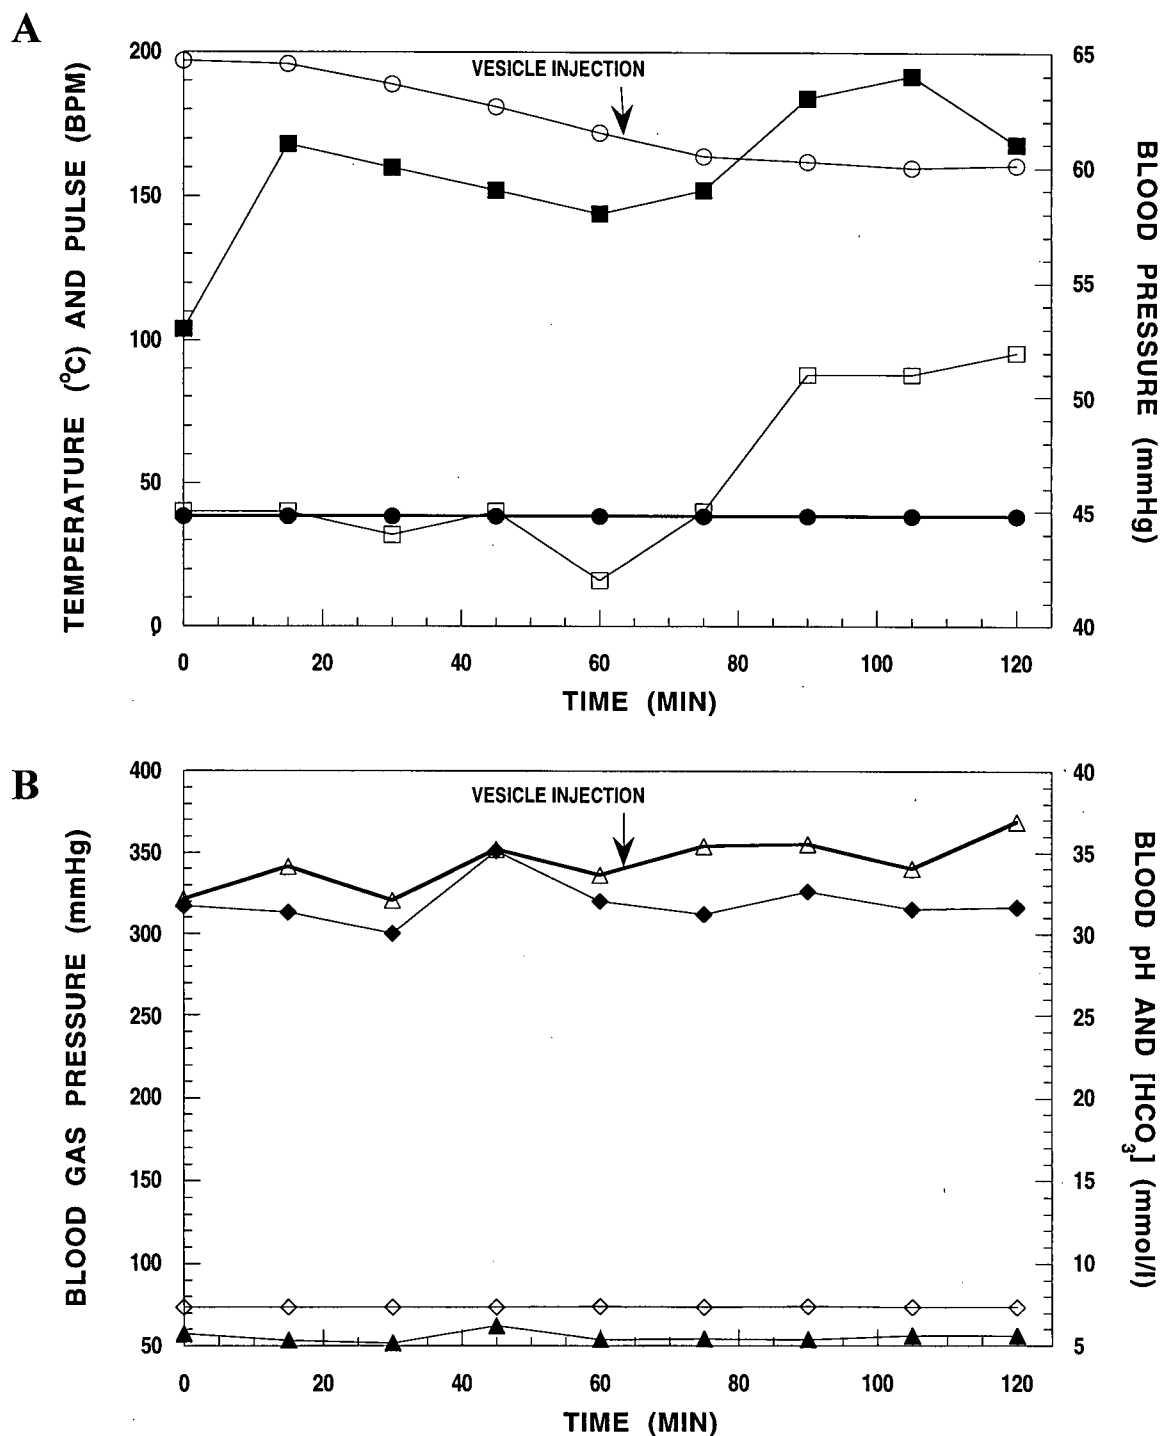 A
200
150
100
50
0
TEMPERATURE (°C) AND PULSE (BPM)
VESICLE INJECTION
65
60
55
50
45
40
BLOOD PRESSURE (mmHg)
0 20 40 60 80 100 120
TIME (MIN)
B
400
350
300
250
200
150
100
50
BLOOD GAS PRESSURE (mmHg)
VESICLE INJECTION
40
35
30
25
20
15
10
5
BLOOD pH AND [HCO₃] (mmol/l)
0 20 40 60 80 100 120
TIME (MIN)